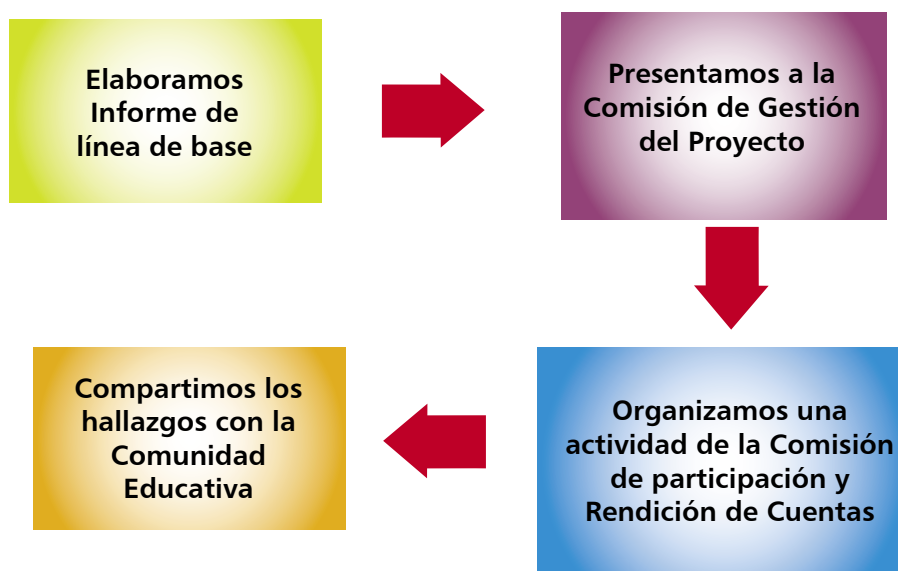 Elaboramos
Informe de
línea de base
Presentamos a la
Comisión de Gestión
del Proyecto
Organizamos una
actividad de la Comisión
de participación y
Rendición de Cuentas
Compartimos los
hallazgos con la
Comunidad
Educativa